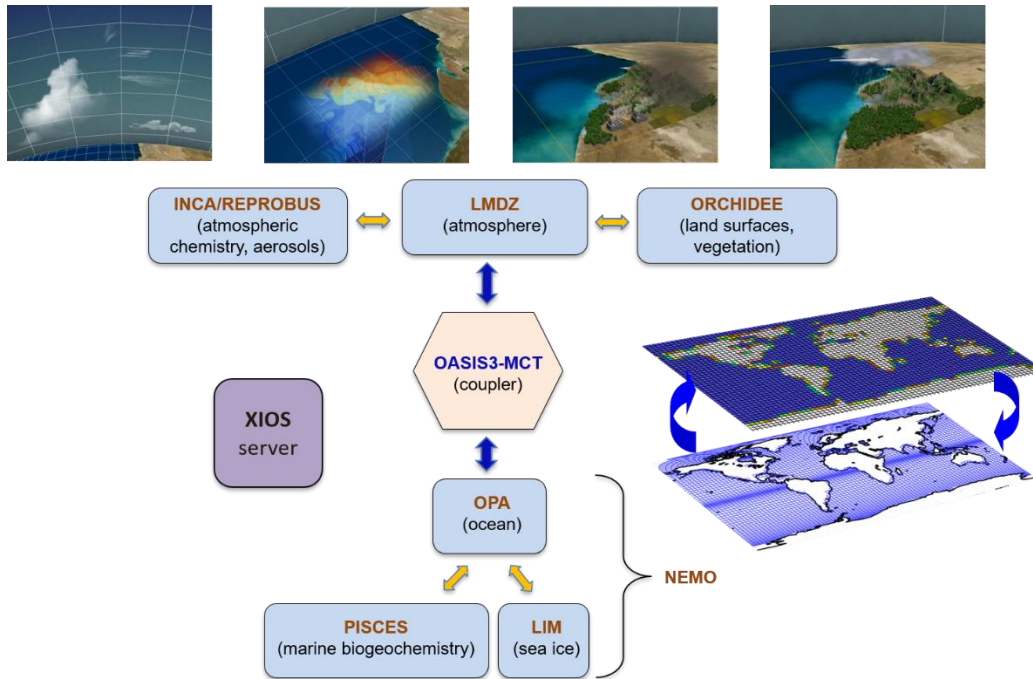 INCA/REPROBUS
(atmospheric
chemistry, aerosols)
LMDZ
(atmosphere)
ORCHIDEE
(land surfaces,
vegetation)
OASIS3-MCT
(coupler)
XIOS
server
OPA
(ocean)
NEMO
PISCES
(marine biogeochemistry)
LIM
(sea ice)